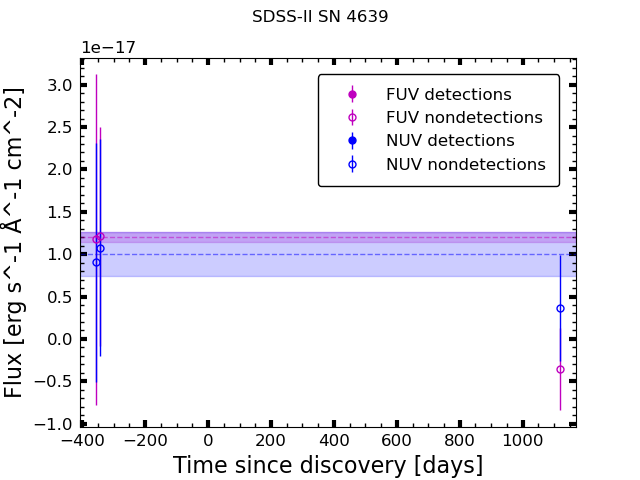 SDSS-II SN 4639
1e−17
3.0
2.5
2.0
1.5
1.0
0.5
0.0
−0.5
−1.0
Flux [erg s^-1 Å^-1 cm^-2]
FUV detections
FUV nondetections
NUV detections
NUV nondetections
−400 −200 0 200 400 600 800 1000
Time since discovery [days]